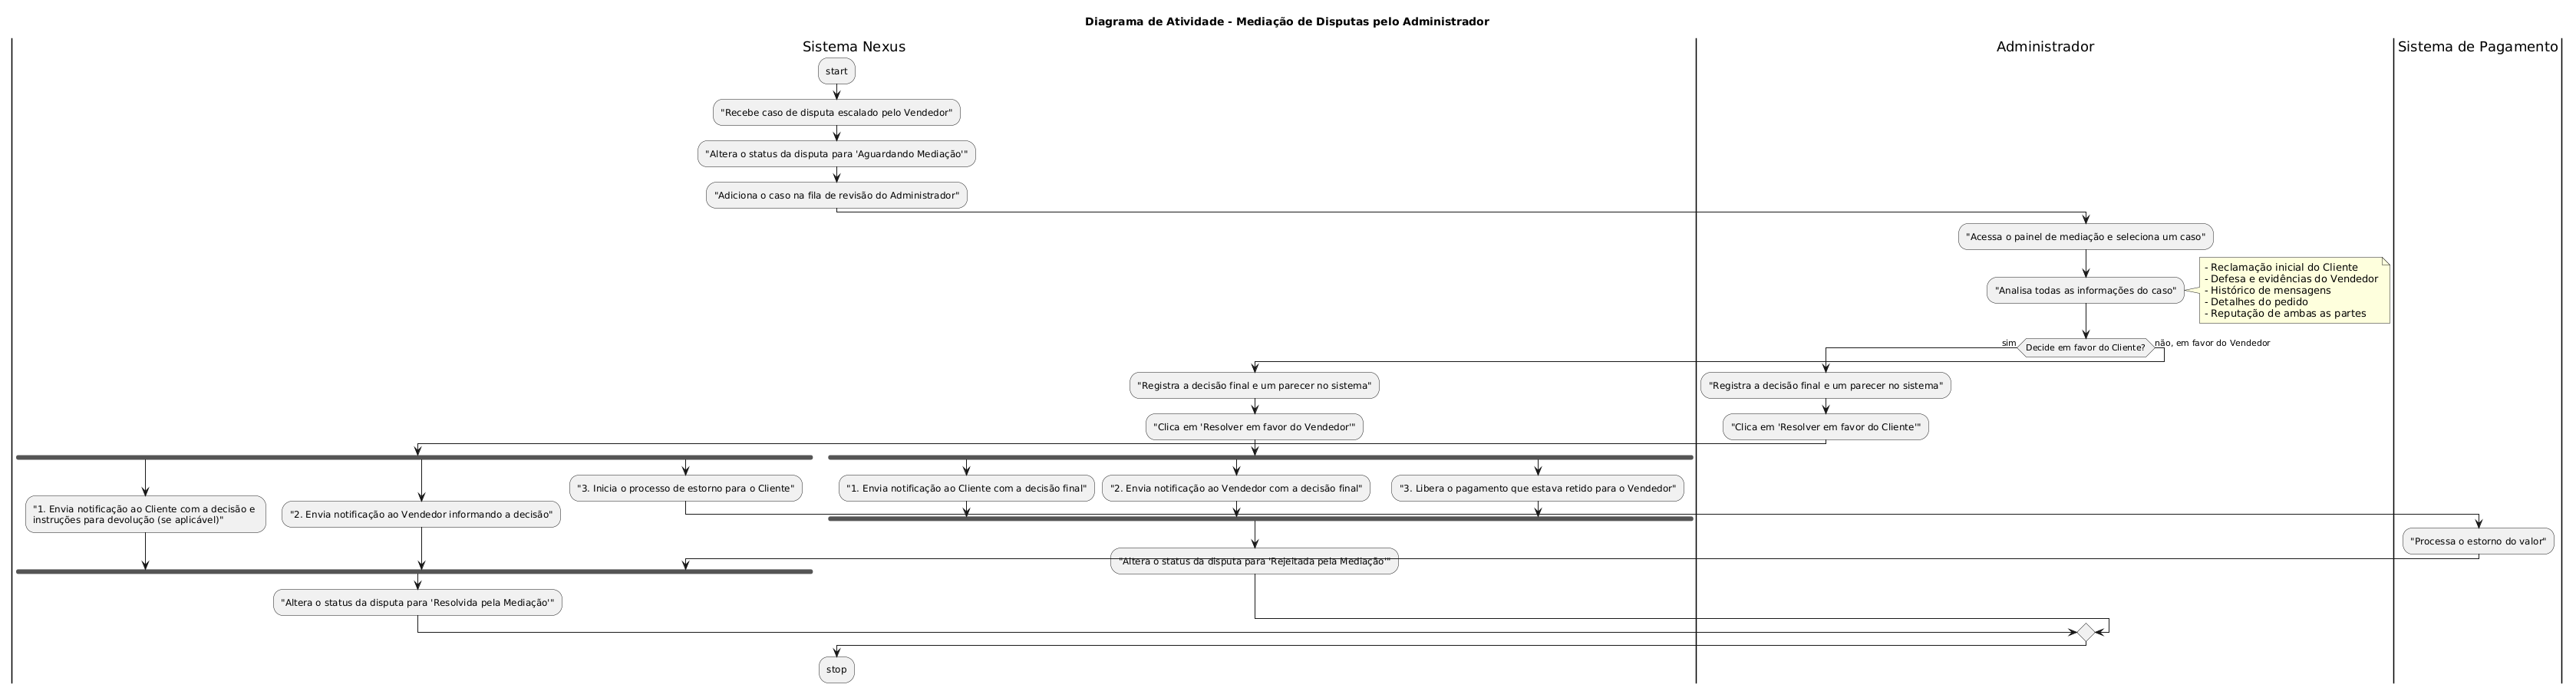 Diagrama de Atividade - Mediação de Disputas pelo Administrador
Sistema Nexus
Administrador
Sistema de Pagamento
start
"Recebe caso de disputa escalado pelo Vendedor"
"Altera o status da disputa para 'Aguardando Mediação'"
"Adiciona o caso na fila de revisão do Administrador"
"Acessa o painel de mediação e seleciona um caso"
"Analisa todas as informações do caso"
- Reclamação inicial do Cliente
- Defesa e evidências do Vendedor
- Histórico de mensagens
- Detalhes do pedido
- Reputação de ambas as partes
sim
Decide em favor do Cliente?
não, em favor do Vendedor
"Registra a decisão final e um parecer no sistema"
"Registra a decisão final e um parecer no sistema"
"Clica em 'Resolver em favor do Vendedor'"
"Clica em 'Resolver em favor do Cliente'"
"1. Envia notificação ao Cliente com a decisão e
instruções para devolução (se aplicável)"
"2. Envia notificação ao Vendedor informando a decisão"
"3. Inicia o processo de estorno para o Cliente"
"1. Envia notificação ao Cliente com a decisão final"
"2. Envia notificação ao Vendedor com a decisão final"
"3. Libera o pagamento que estava retido para o Vendedor"
"Processa o estorno do valor"
"Altera o status da disputa para 'Rejeitada pela Mediação'"
"Altera o status da disputa para 'Resolvida pela Mediação'"
stop